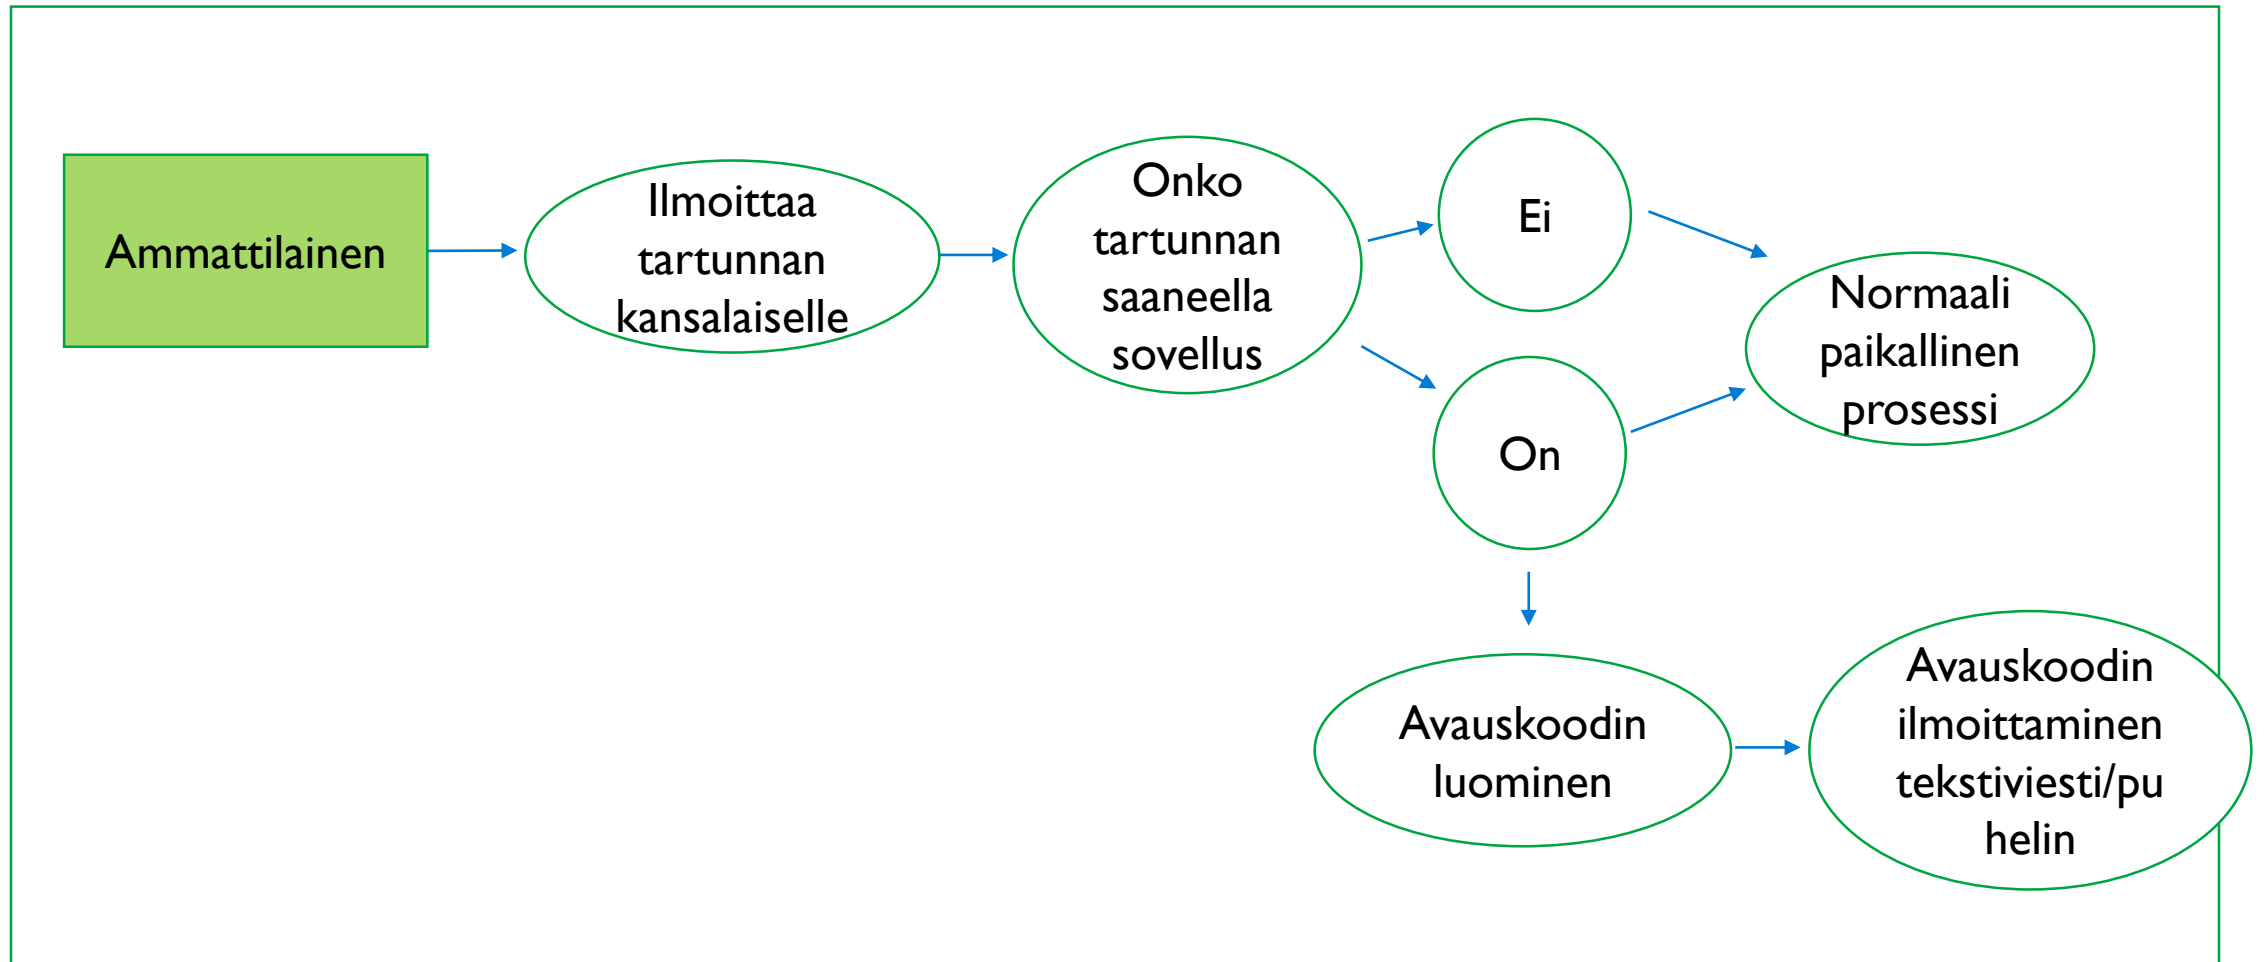 Ammattilainen
Ilmoittaa
tartunnan
kansalaiselle
Onko
tartunnan
saaneella
sovellus
Ei
On
Normaali
paikallinen
prosessi
Avauskoodin
luominen
Avauskoodin
ilmoittaminen
tekstiviesti/pu
helin